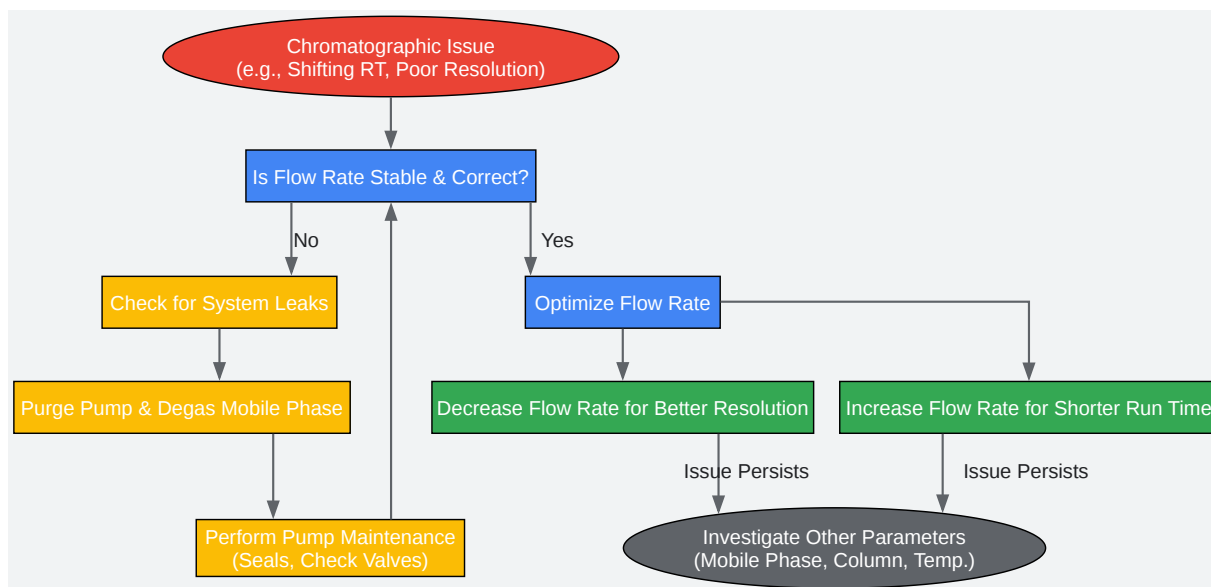 Chromatographic Issue
(e.g., Shifting RT, Poor Resolution)
Is Flow Rate Stable & Correct?
No
Yes
Check for System Leaks
Optimize Flow Rate
Purge Pump & Degas Mobile Phase
Decrease Flow Rate for Better Resolution
Increase Flow Rate for Shorter Run Time
Issue Persists
Issue Persists
Perform Pump Maintenance
(Seals, Check Valves)
Investigate Other Parameters
(Mobile Phase, Column, Temp.)